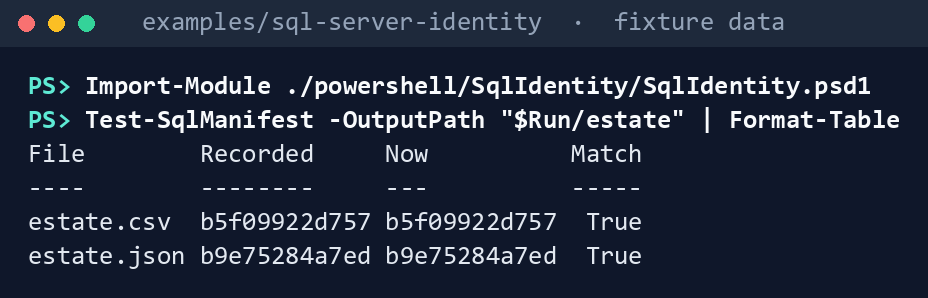 examples/sql-server-identity · fixture data
PS> Import-Module ./powershell/SqlIdentity/SqlIdentity.psd1
PS> Test-SqlManifest -OutputPath "$Run/estate" | Format-Table
File        Recorded     Now          Match
----        --------     ---          -----
estate.csv  b5f09922d757 b5f09922d757  True
estate.json b9e75284a7ed b9e75284a7ed  True